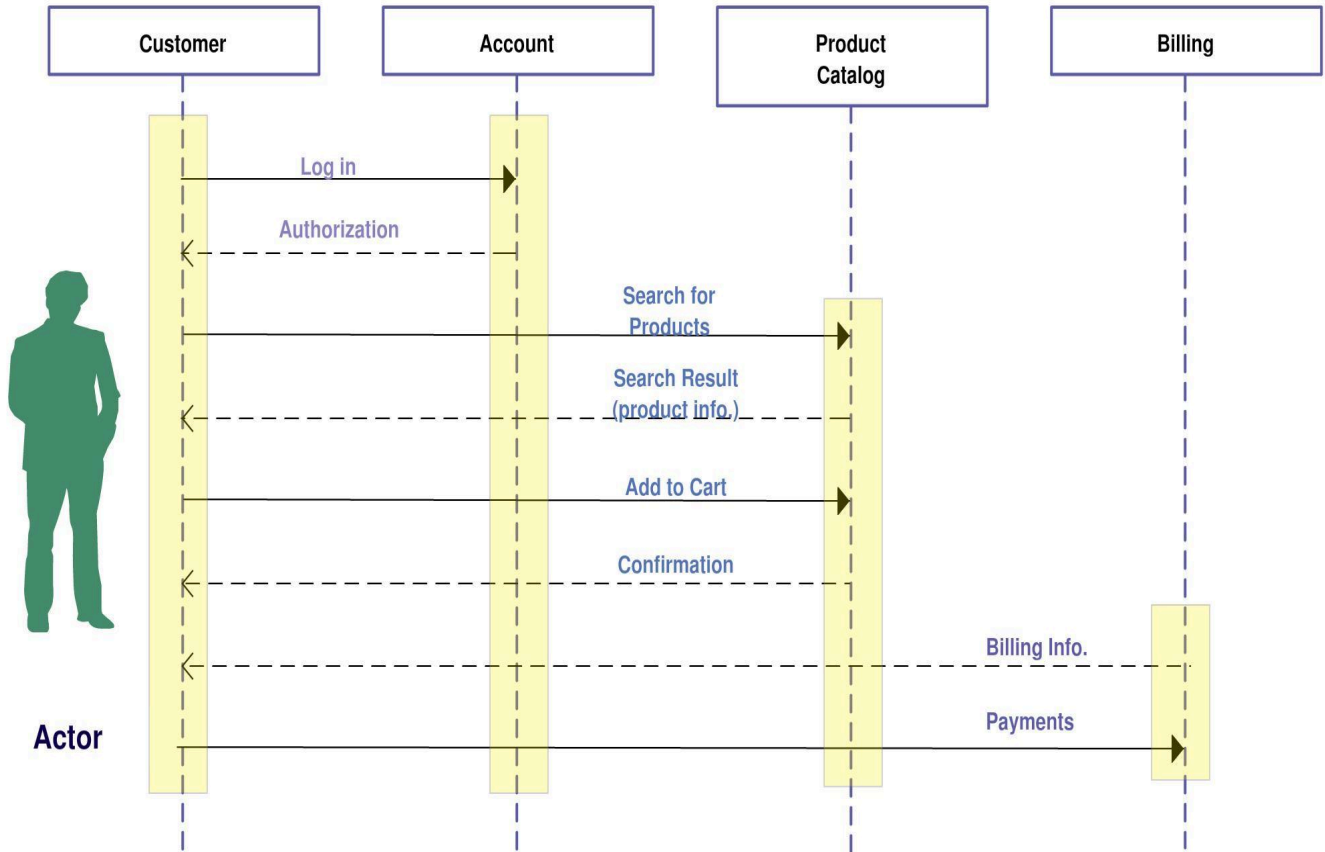 Customer
Account
Product
Catalog
Billing
Log in
Authorization
Search for
Products
Search Result
(product info.)
Add to Cart
Confirmation
Billing Info.
Payments
Actor